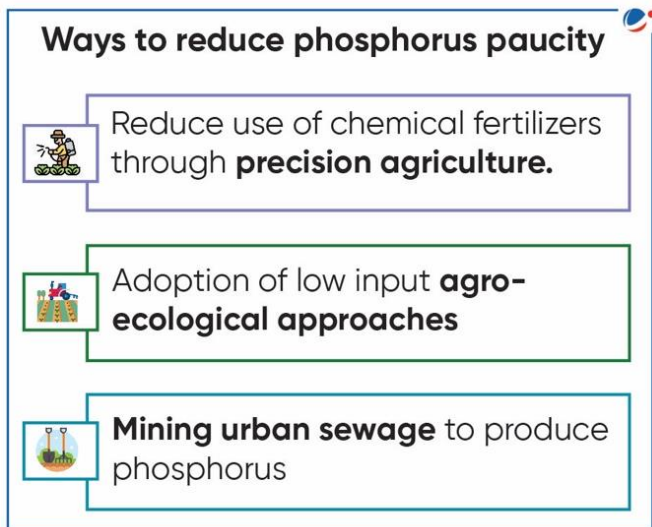 Ways to reduce phosphorus paucity
Reduce use of chemical fertilizers
through precision agriculture.
Adoption of low input agro-
ecological approaches
Mining urban sewage to produce
phosphorus